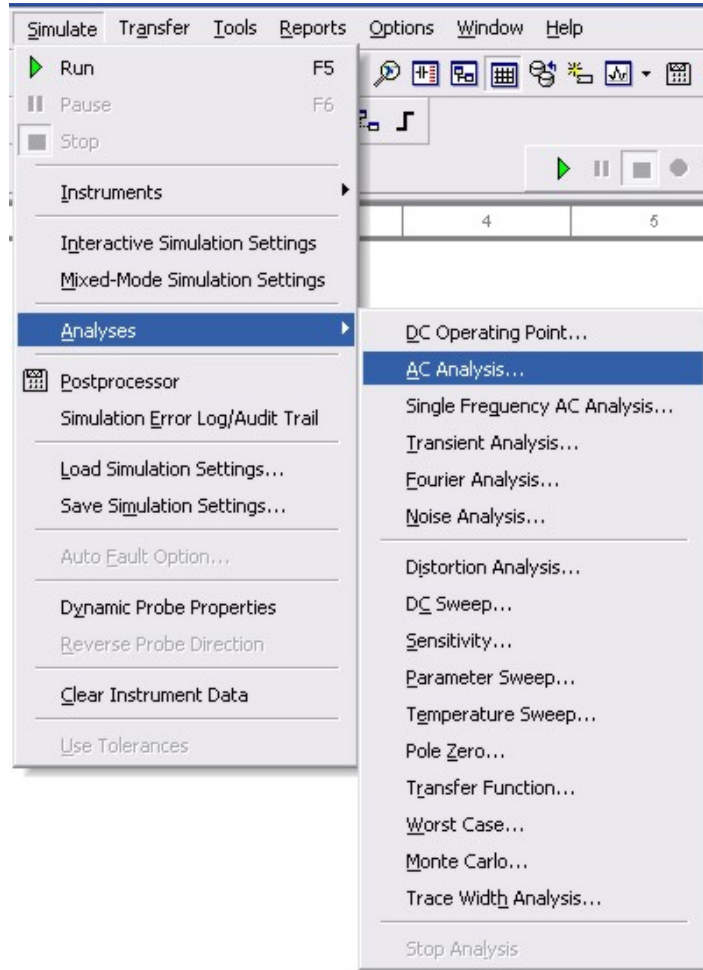 Simulate Transfer Tools Reports Options Window Help
Run F5
Pause F6
Stop
Instruments
4 5
Interactive Simulation Settings
Mixed-Mode Simulation Settings
Analyses
Postprocessor
Simulation Error Log/Audit Trail
Load Simulation Settings...
Save Simulation Settings...
Auto Fault Option...
Dynamic Probe Properties
Reverse Probe Direction
Clear Instrument Data
Use Tolerances
DC Operating Point...
AC Analysis...
Single Frequency AC Analysis...
Transient Analysis...
Fourier Analysis...
Noise Analysis...
Distortion Analysis...
DC Sweep...
Sensitivity...
Parameter Sweep...
Temperature Sweep...
Pole Zero...
Transfer Function...
Worst Case...
Monte Carlo...
Trace Width Analysis...
Stop Analysis